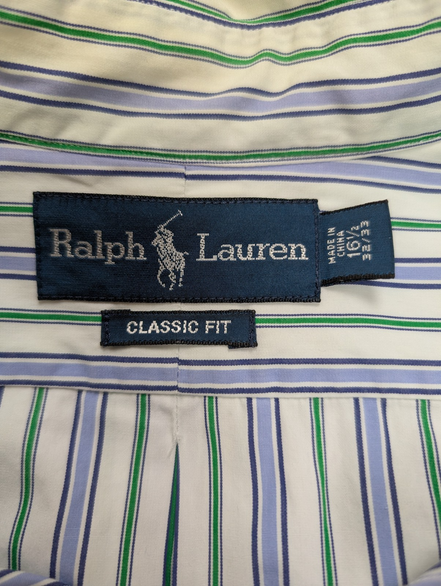 Ralph Lauren
MADE IN
CHINA
16½
32/33
CLASSIC FIT